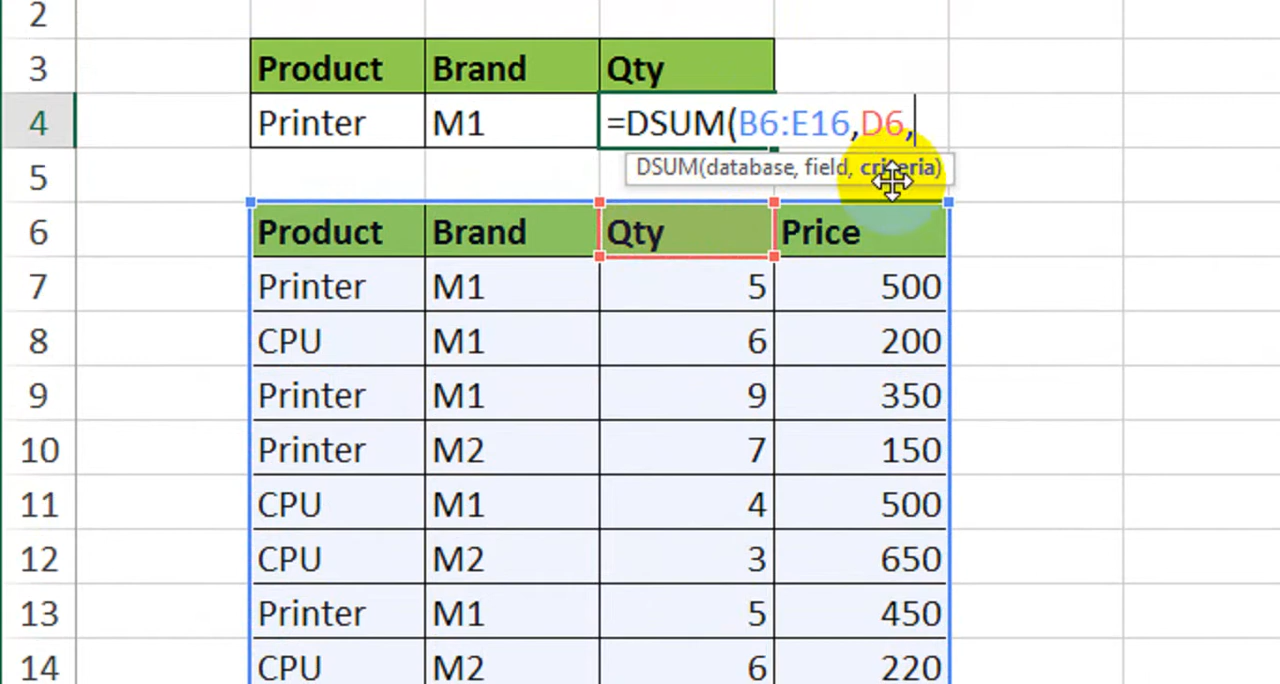 2
3 Product Brand Qty
4 Printer M1 =DSUM(B6:E16,D6,
5 DSUM(database, field, criteria)
6 Product Brand Qty Price
7 Printer M1 5 500
8 CPU M1 6 200
9 Printer M1 9 350
10 Printer M2 7 150
11 CPU M1 4 500
12 CPU M2 3 650
13 Printer M1 5 450
14 CPU M2 6 220